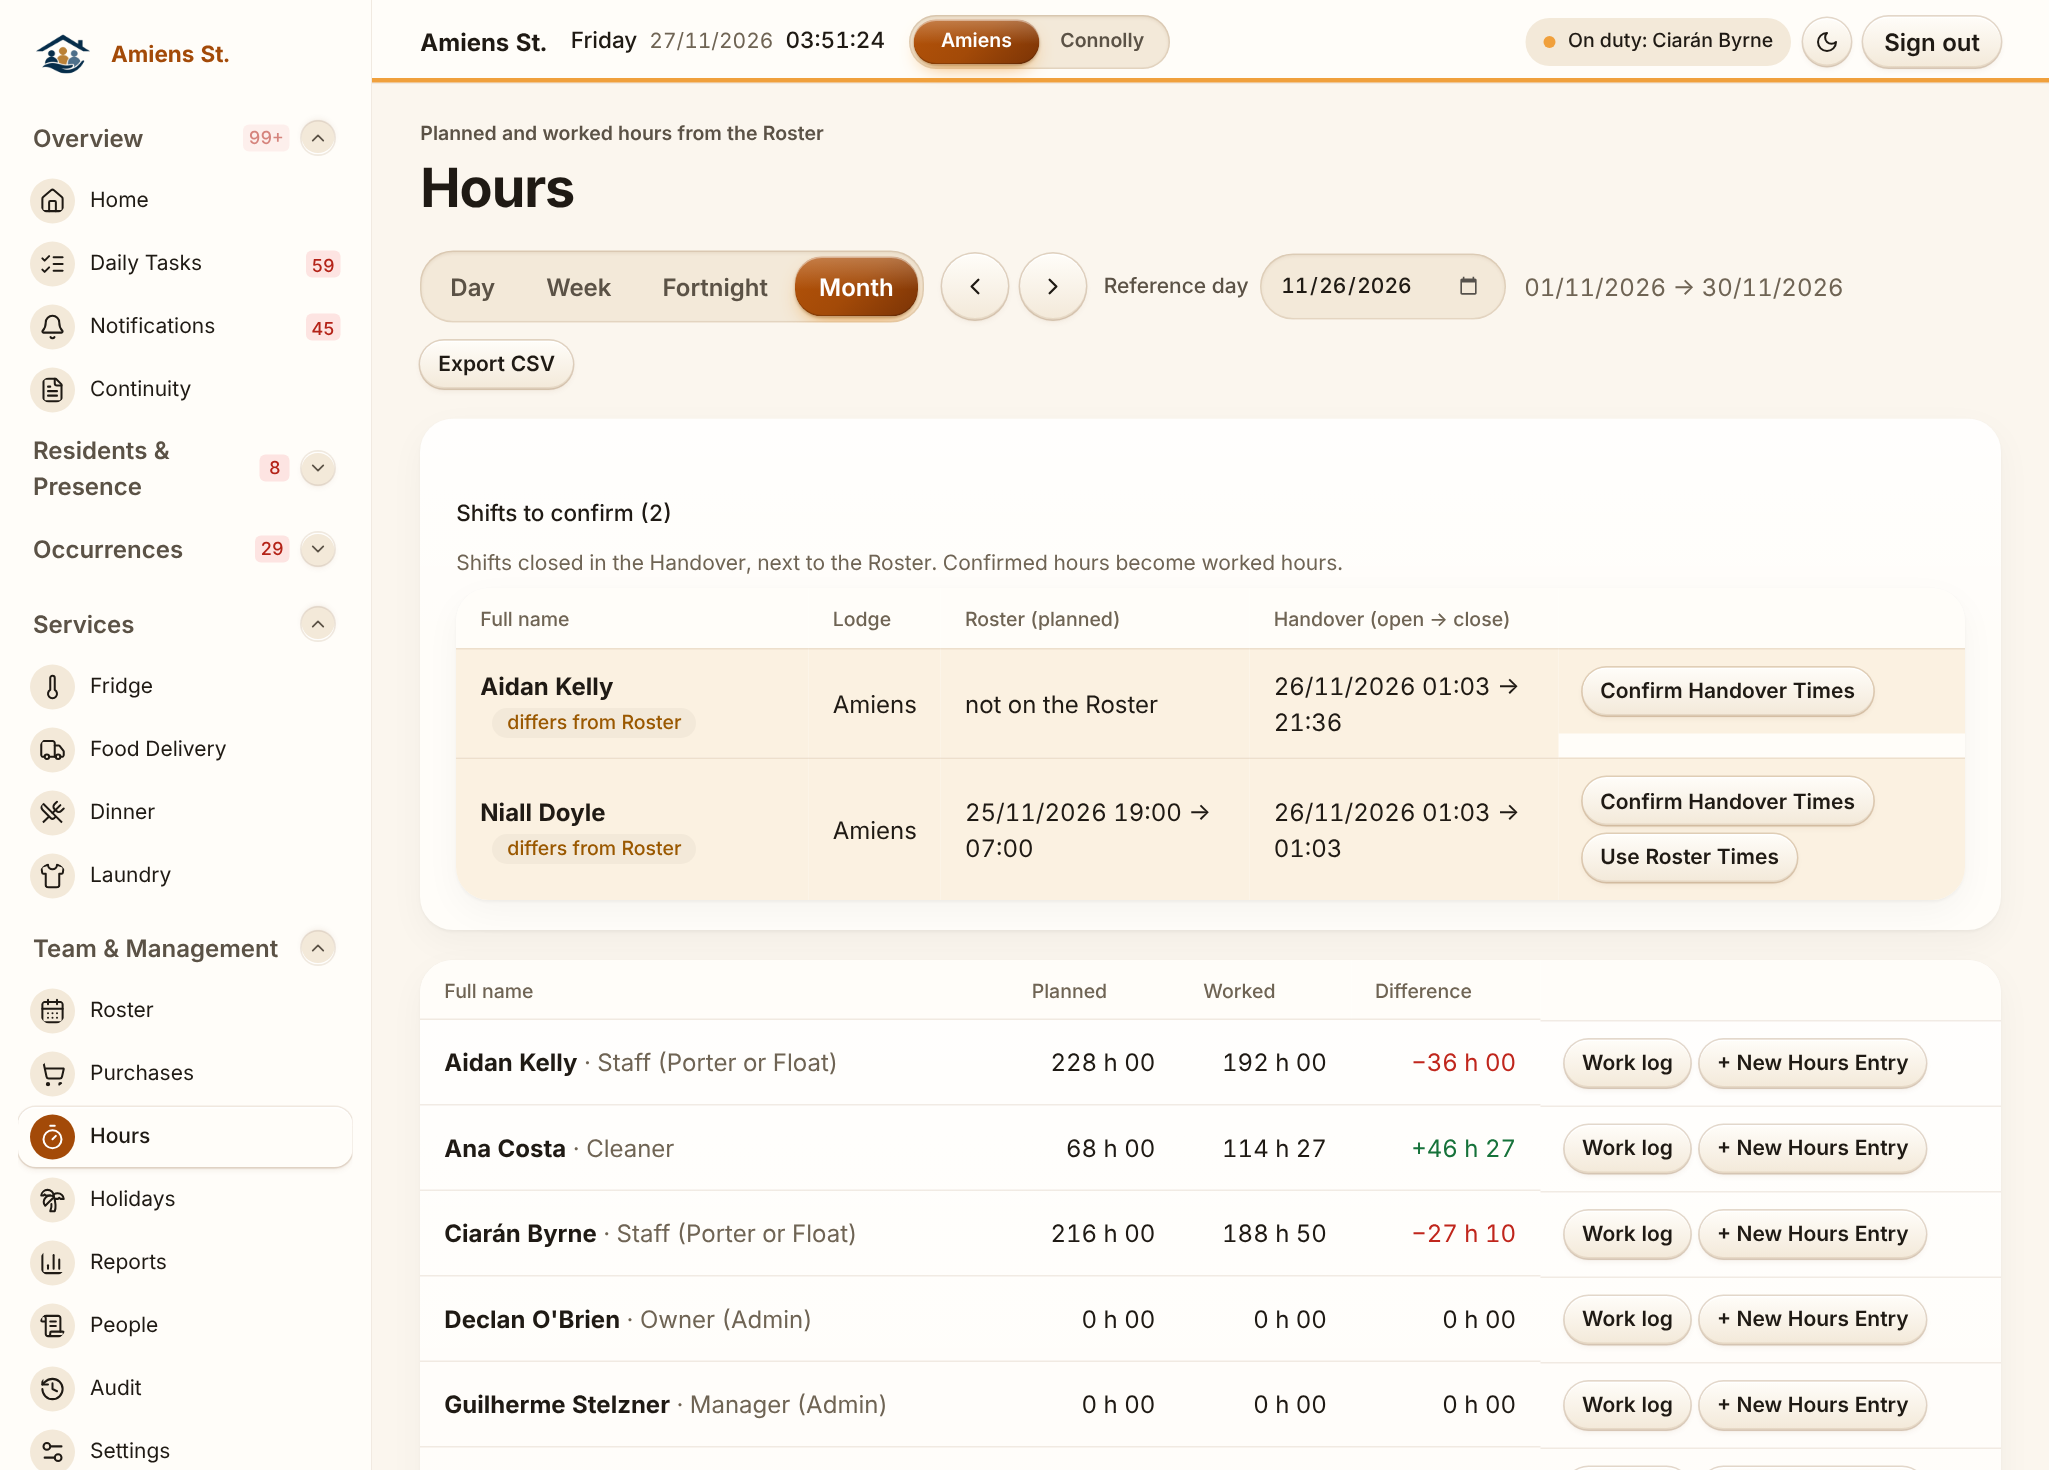 Amiens St.
Overview 99+
Home
Daily Tasks 59
Notifications 45
Continuity
Residents &
Presence 8
Occurrences 29
Services
Fridge
Food Delivery
Dinner
Laundry
Team & Management
Roster
Purchases
Hours
Holidays
Reports
People
Audit
Settings
Amiens St. Friday 27/11/2026 03:51:24 Amiens Connolly On duty: Ciarán Byrne Sign out
Planned and worked hours from the Roster
Hours
Day Week Fortnight Month Reference day 11/26/2026 01/11/2026 → 30/11/2026
Export CSV
Shifts to confirm (2)
Shifts closed in the Handover, next to the Roster. Confirmed hours become worked hours.
Full name Lodge Roster (planned) Handover (open → close)
Aidan Kelly
differs from Roster
Amiens
not on the Roster
26/11/2026 01:03 →
21:36
Confirm Handover Times
Niall Doyle
differs from Roster
Amiens
25/11/2026 19:00 →
07:00
26/11/2026 01:03 →
01:03
Confirm Handover Times
Use Roster Times
Full name Planned Worked Difference
Aidan Kelly · Staff (Porter or Float) 228 h 00 192 h 00 −36 h 00 Work log + New Hours Entry
Ana Costa · Cleaner 68 h 00 114 h 27 +46 h 27 Work log + New Hours Entry
Ciarán Byrne · Staff (Porter or Float) 216 h 00 188 h 50 −27 h 10 Work log + New Hours Entry
Declan O'Brien · Owner (Admin) 0 h 00 0 h 00 0 h 00 Work log + New Hours Entry
Guilherme Stelzner · Manager (Admin) 0 h 00 0 h 00 0 h 00 Work log + New Hours Entry